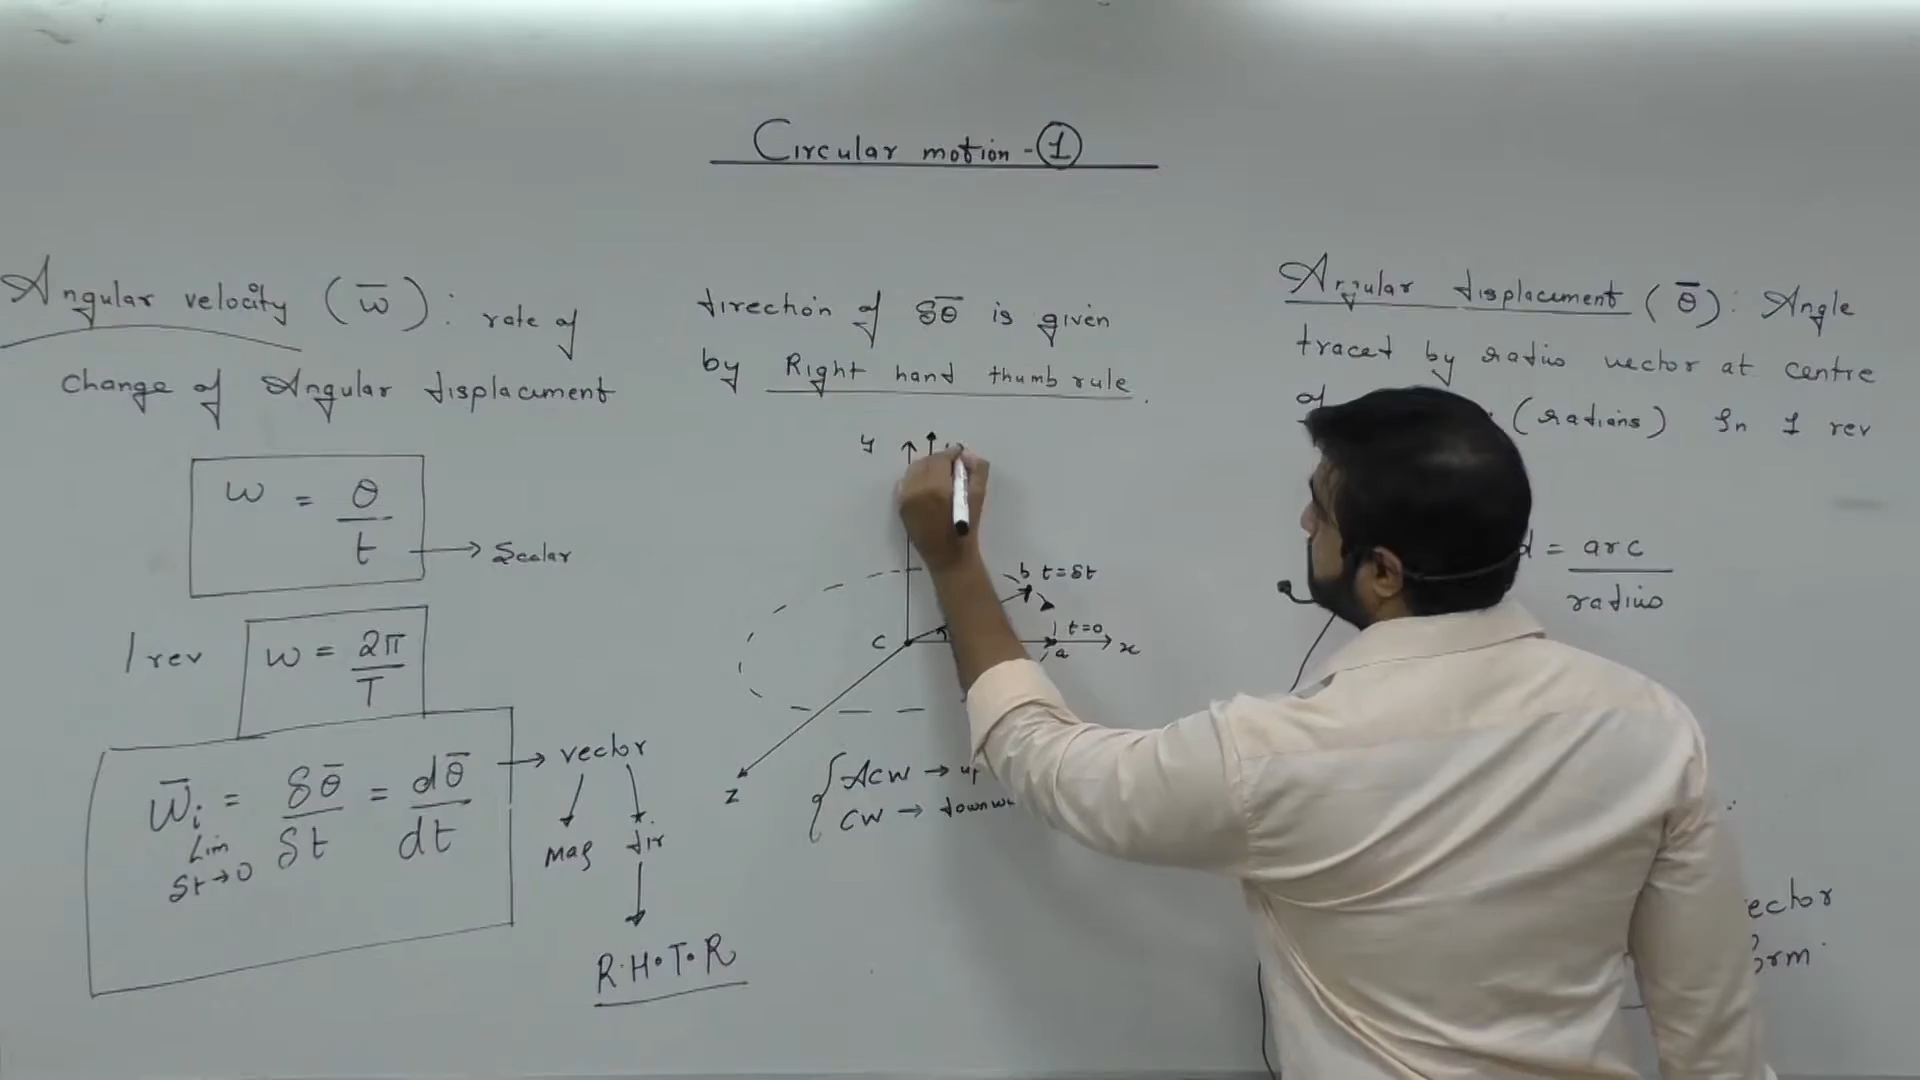 Circular motion - 1
Angular velocity (ω̅): rate of
change of Angular displacement
ω = θ/t → Scalar
1 rev ω = 2π/T
ω̅i = δθ̅/δt = dθ̅/dt → vector
Lim
δt→0
Mag dir
R.H.T.R
direction of δθ̅ is given
by Right hand thumb rule.
y
b t=δt
c
t=0
a
x
z
ACW → up
CW → downw
Angular displacement (θ̅): Angle
traced by radius vector at centre
of (radians) In 1 rev
= arc/radius
ector
orm.